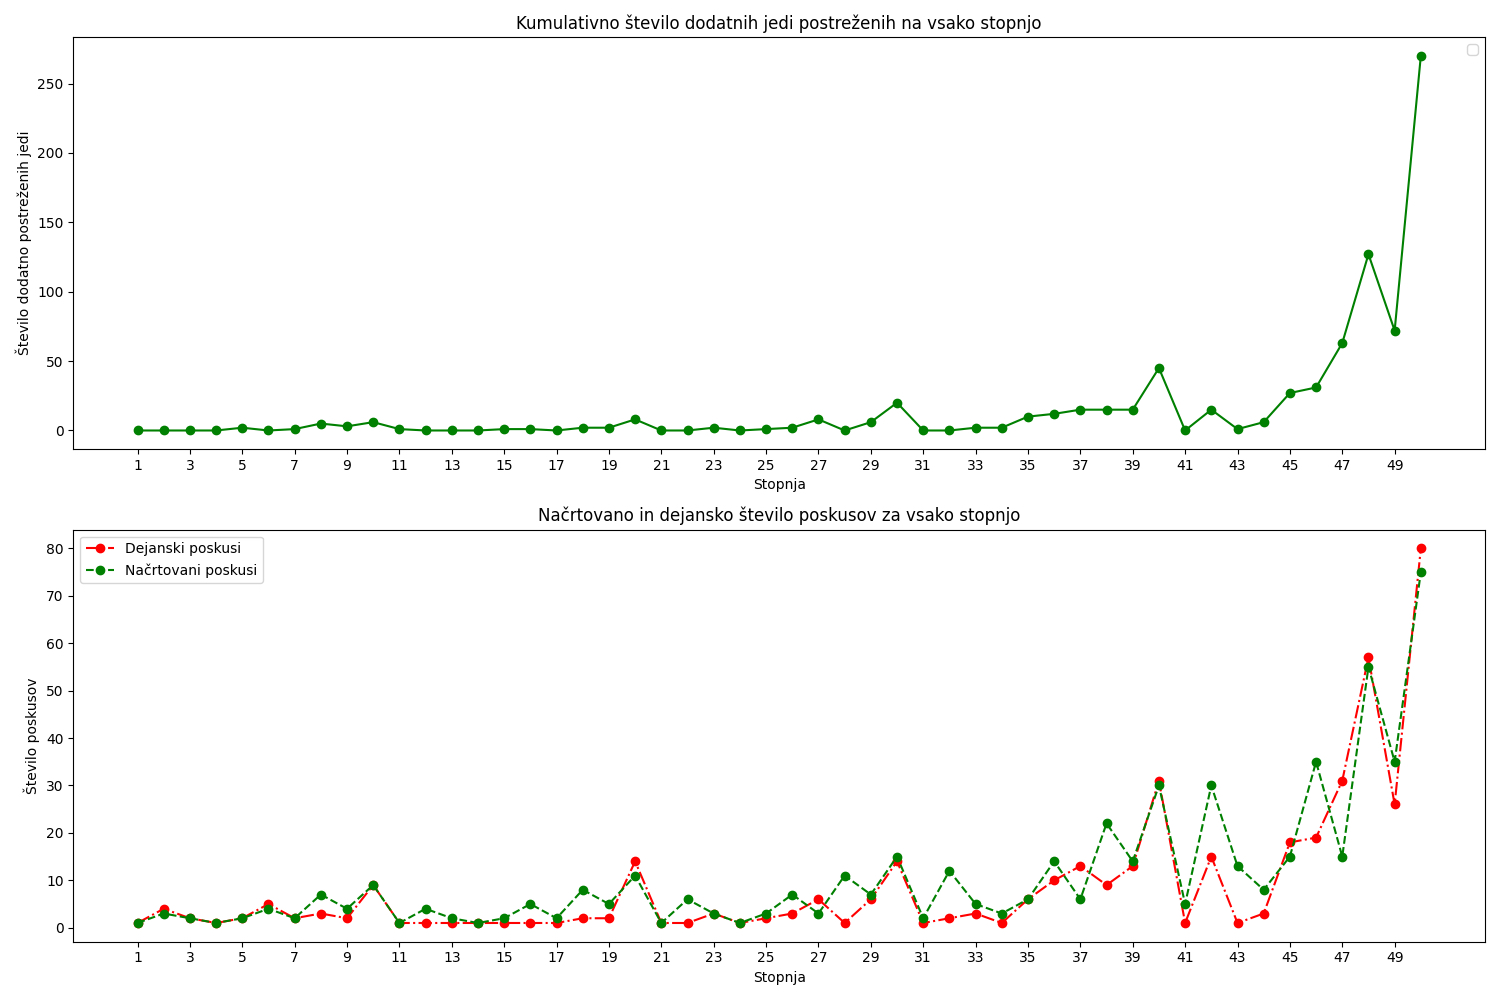 Kumulativno število dodatnih jedi postreženih na vsako stopnjo
Število dodatno postreženih jedi
250
200
150
100
50
0
1 3 5 7 9 11 13 15 17 19 21 23 25 27 29 31 33 35 37 39 41 43 45 47 49
Stopnja
Načrtovano in dejansko število poskusov za vsako stopnjo
Dejanski poskusi
Načrtovani poskusi
Število poskusov
80
70
60
50
40
30
20
10
0
1 3 5 7 9 11 13 15 17 19 21 23 25 27 29 31 33 35 37 39 41 43 45 47 49
Stopnja